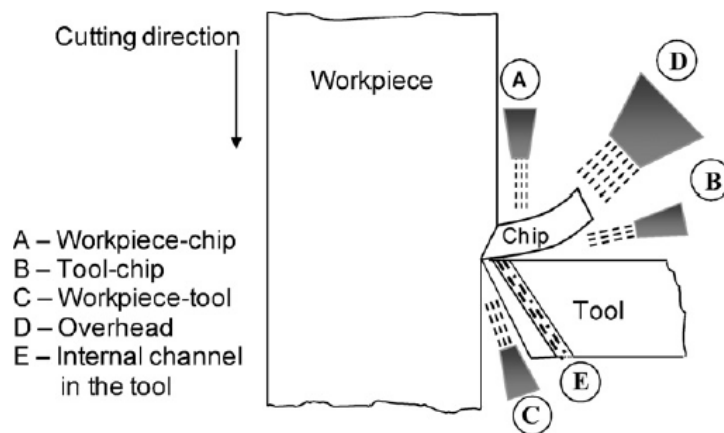 Cutting direction
Workpiece
A
D
B
Chip
A – Workpiece-chip
B – Tool-chip
C – Workpiece-tool
D – Overhead
E – Internal channel
in the tool
Tool
E
C